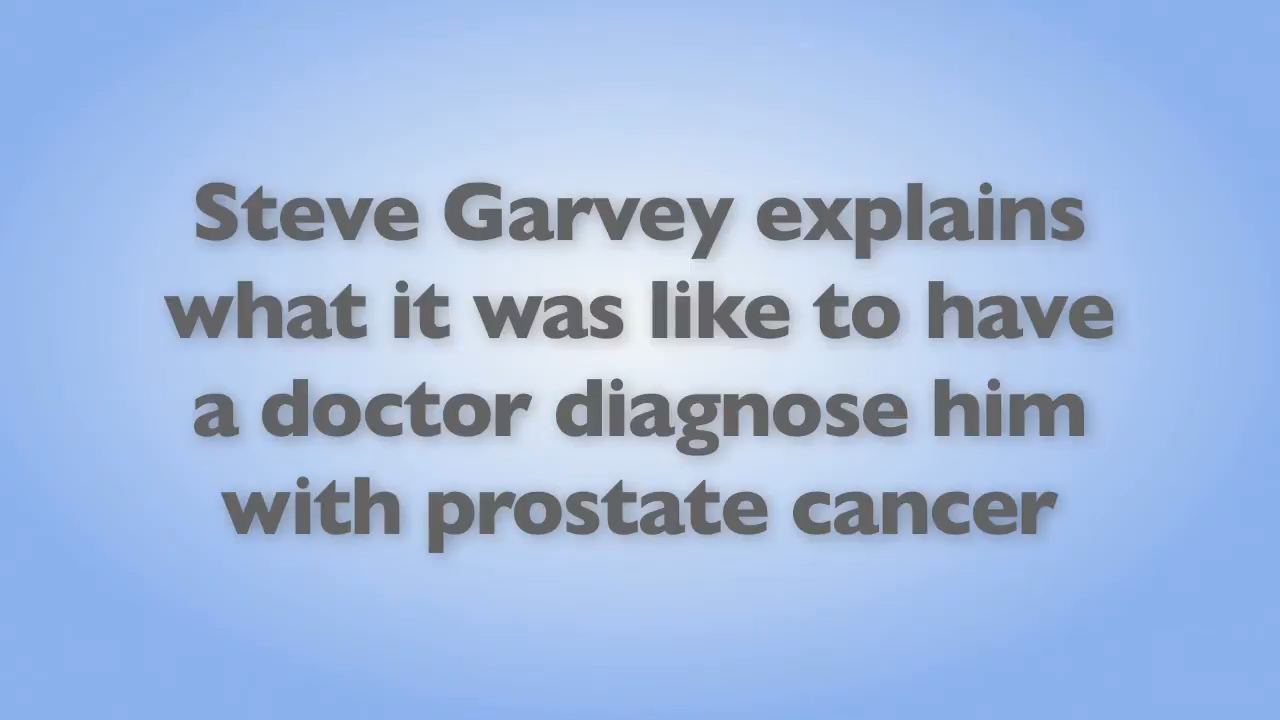 Steve Garvey explains
what it was like to have
a doctor diagnose him
with prostate cancer